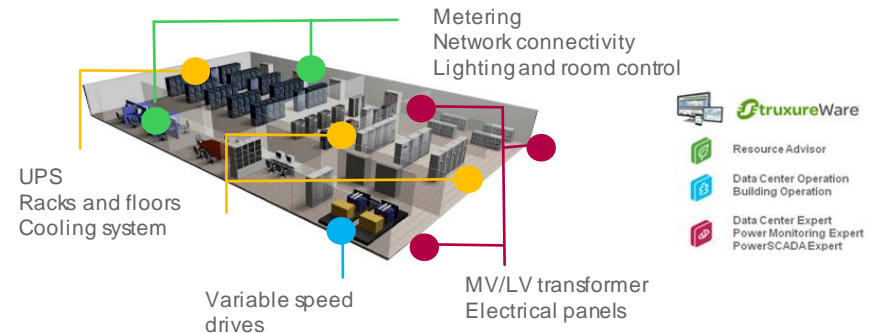 Metering
Network connectivity
Lighting and room control
UPS
Racks and floors
Cooling system
Variable speed
drives
MV/LV transformer
Electrical panels
StruxureWare
Resource Advisor
Data Center Operation
Building Operation
Data Center Expert
Power Monitoring Expert
PowerSCADA Expert